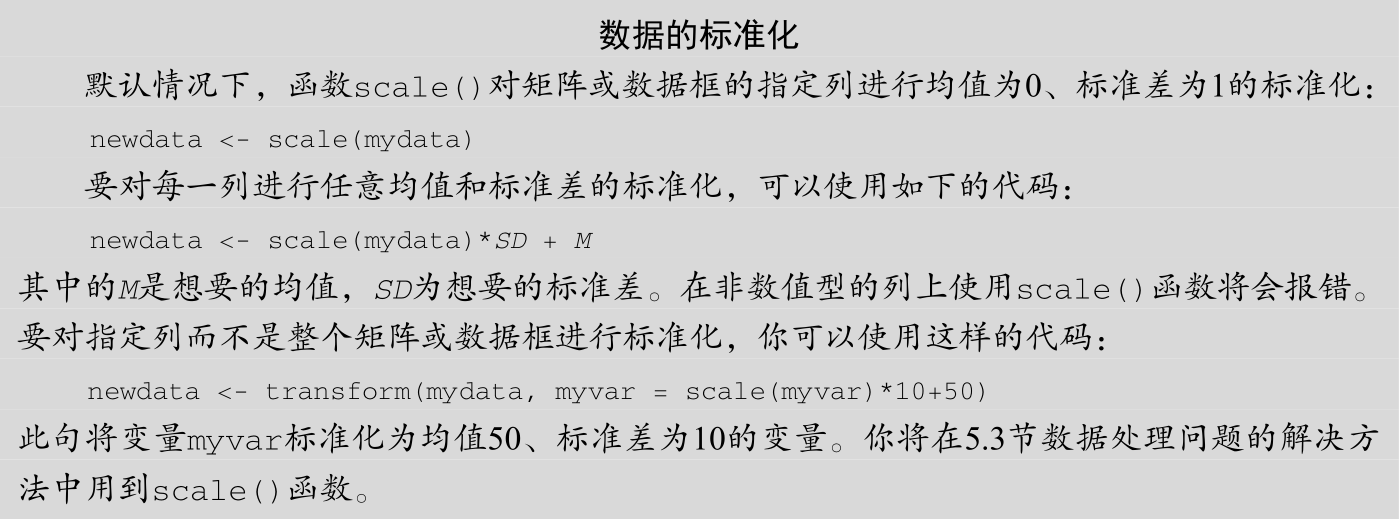 数据的标准化
默认情况下，函数scale()对矩阵或数据框的指定列进行均值为0、标准差为1的标准化：
newdata <- scale(mydata)
要对每一列进行任意均值和标准差的标准化，可以使用如下的代码：
newdata <- scale(mydata)*SD + M
其中的M是想要的均值，SD为想要的标准差。在非数值型的列上使用scale()函数将会报错。
要对指定列而不是整个矩阵或数据框进行标准化，你可以使用这样的代码：
newdata <- transform(mydata, myvar = scale(myvar)*10+50)
此句将变量myvar标准化为均值50、标准差为10的变量。你将在5.3节数据处理问题的解决方
法中用到scale()函数。